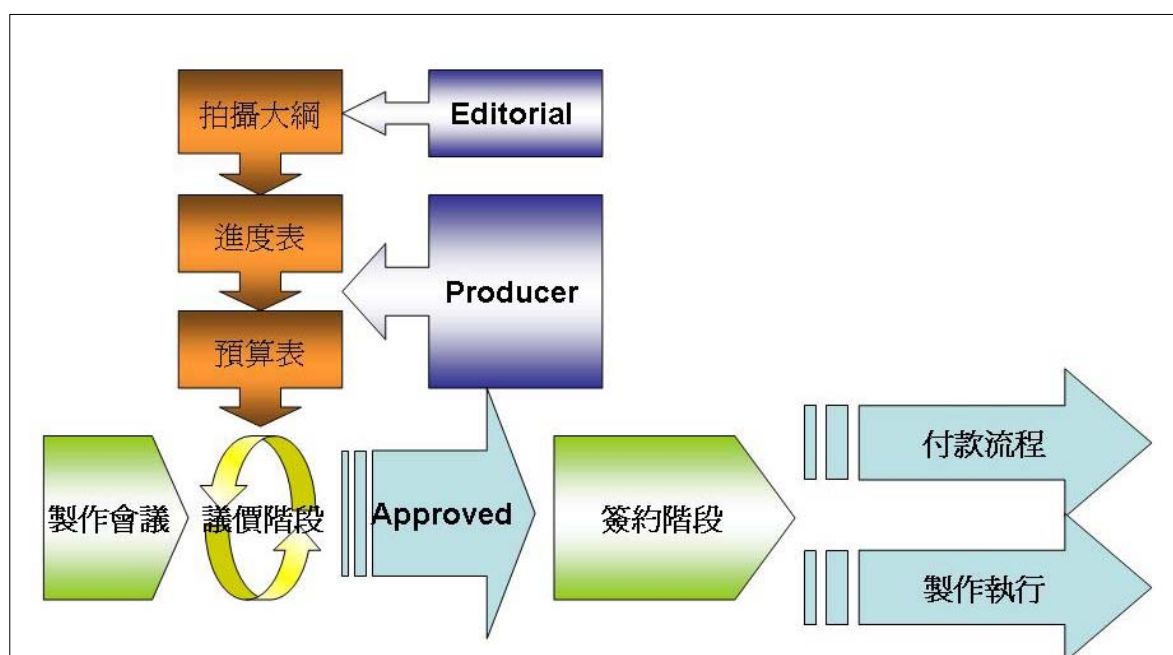 拍攝大綱
Editorial
進度表
Producer
預算表
製作會議
議價階段
Approved
簽約階段
付款流程
製作執行